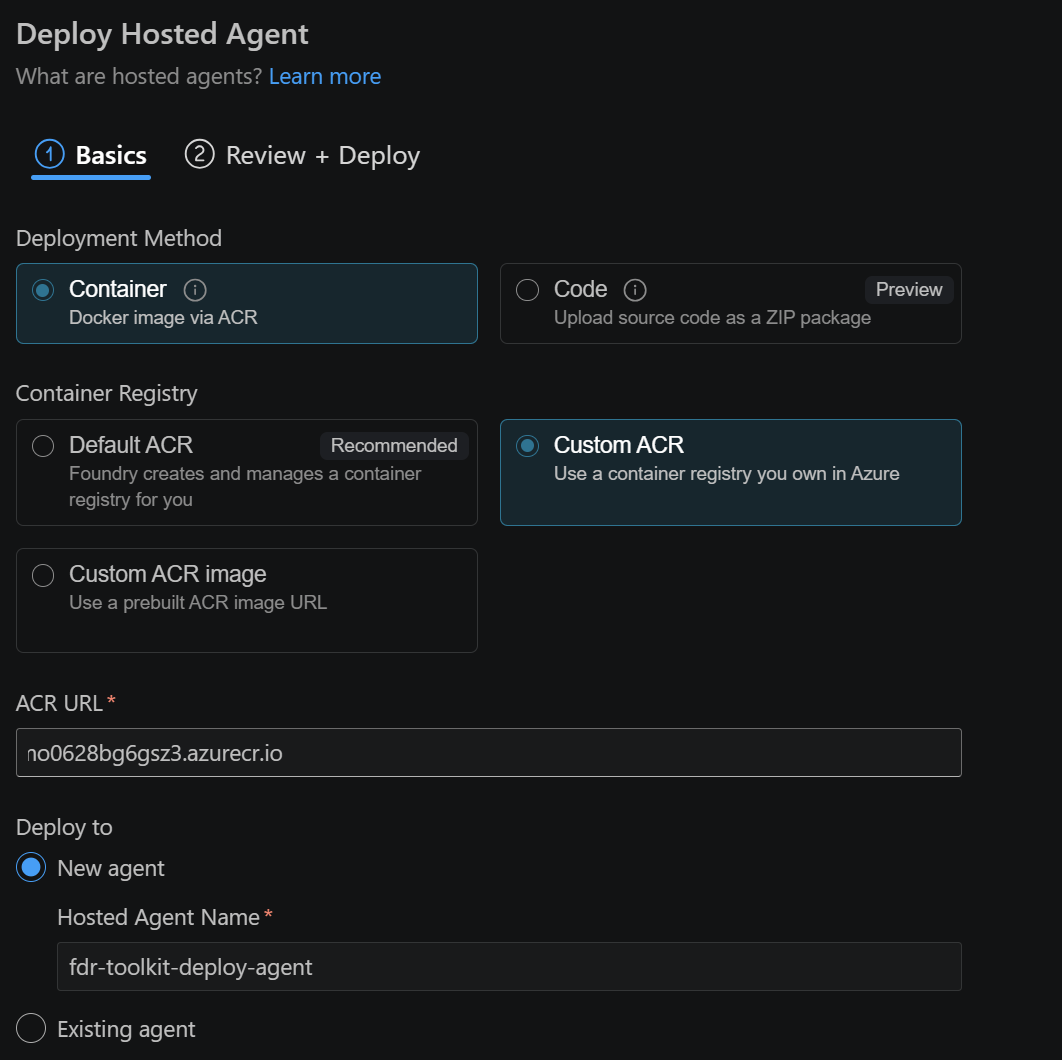 Deploy Hosted Agent
What are hosted agents? Learn more
1 Basics 2 Review + Deploy
Deployment Method
Container
Docker image via ACR
Code Preview
Upload source code as a ZIP package
Container Registry
Default ACR Recommended
Foundry creates and manages a container
registry for you
Custom ACR
Use a container registry you own in Azure
Custom ACR image
Use a prebuilt ACR image URL
ACR URL*
no0628bg6gsz3.azurecr.io
Deploy to
New agent
Hosted Agent Name*
fdr-toolkit-deploy-agent
Existing agent